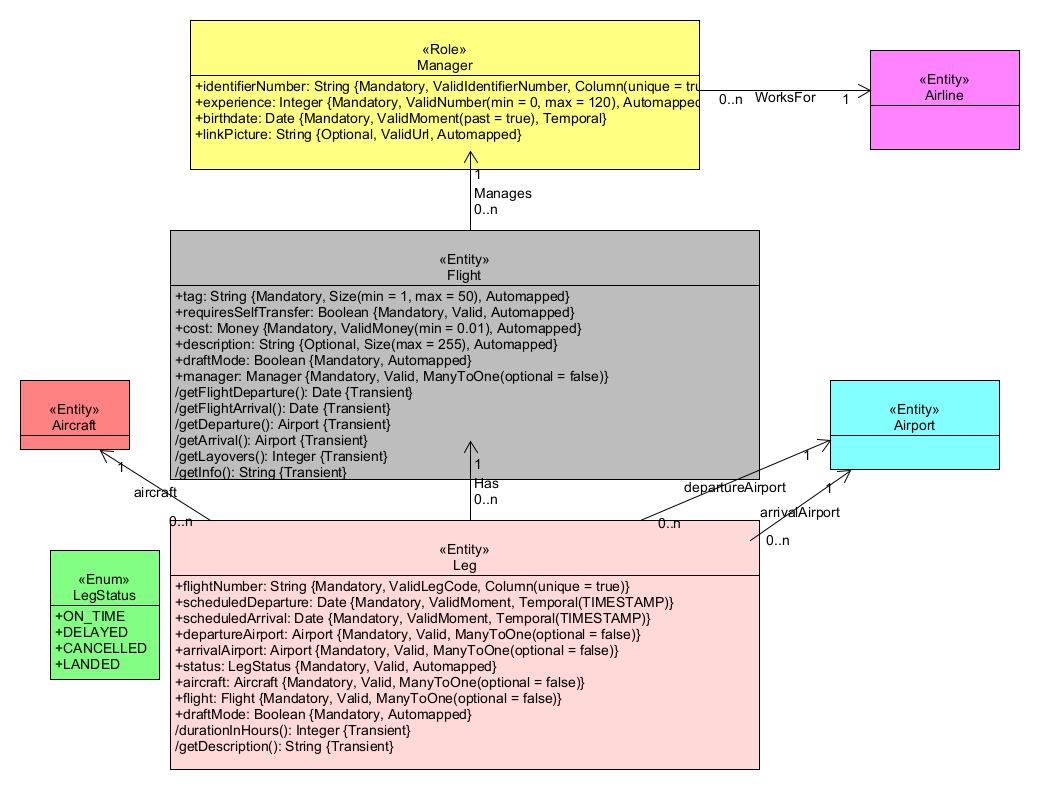 «Role»
Manager
+identifierNumber: String {Mandatory, ValidIdentifierNumber, Column(unique = tru
+experience: Integer {Mandatory, ValidNumber(min = 0, max = 120), Automapped
+birthdate: Date {Mandatory, ValidMoment(past = true), Temporal}
+linkPicture: String {Optional, ValidUrl, Automapped}
0..n WorksFor 1
«Entity»
Airline
1
Manages
0..n
«Entity»
Flight
+tag: String {Mandatory, Size(min = 1, max = 50), Automapped}
+requiresSelfTransfer: Boolean {Mandatory, Valid, Automapped}
+cost: Money {Mandatory, ValidMoney(min = 0.01), Automapped}
+description: String {Optional, Size(max = 255), Automapped}
+draftMode: Boolean {Mandatory, Automapped}
+manager: Manager {Mandatory, Valid, ManyToOne(optional = false)}
/getFlightDeparture(): Date {Transient}
/getFlightArrival(): Date {Transient}
/getDeparture(): Airport {Transient}
/getArrival(): Airport {Transient}
/getLayovers(): Integer {Transient}
/getInfo(): String {Transient}
«Entity»
Aircraft
«Entity»
Airport
1
aircraft
0..n
1
Has
0..n
1
departureAirport
0..n
1
arrivalAirport
0..n
«Enum»
LegStatus
+ON_TIME
+DELAYED
+CANCELLED
+LANDED
«Entity»
Leg
+flightNumber: String {Mandatory, ValidLegCode, Column(unique = true)}
+scheduledDeparture: Date {Mandatory, ValidMoment, Temporal(TIMESTAMP)}
+scheduledArrival: Date {Mandatory, ValidMoment, Temporal(TIMESTAMP)}
+departureAirport: Airport {Mandatory, Valid, ManyToOne(optional = false)}
+arrivalAirport: Airport {Mandatory, Valid, ManyToOne(optional = false)}
+status: LegStatus {Mandatory, Valid, Automapped}
+aircraft: Aircraft {Mandatory, Valid, ManyToOne(optional = false)}
+flight: Flight {Mandatory, Valid, ManyToOne(optional = false)}
+draftMode: Boolean {Mandatory, Automapped}
/durationInHours(): Integer {Transient}
/getDescription(): String {Transient}